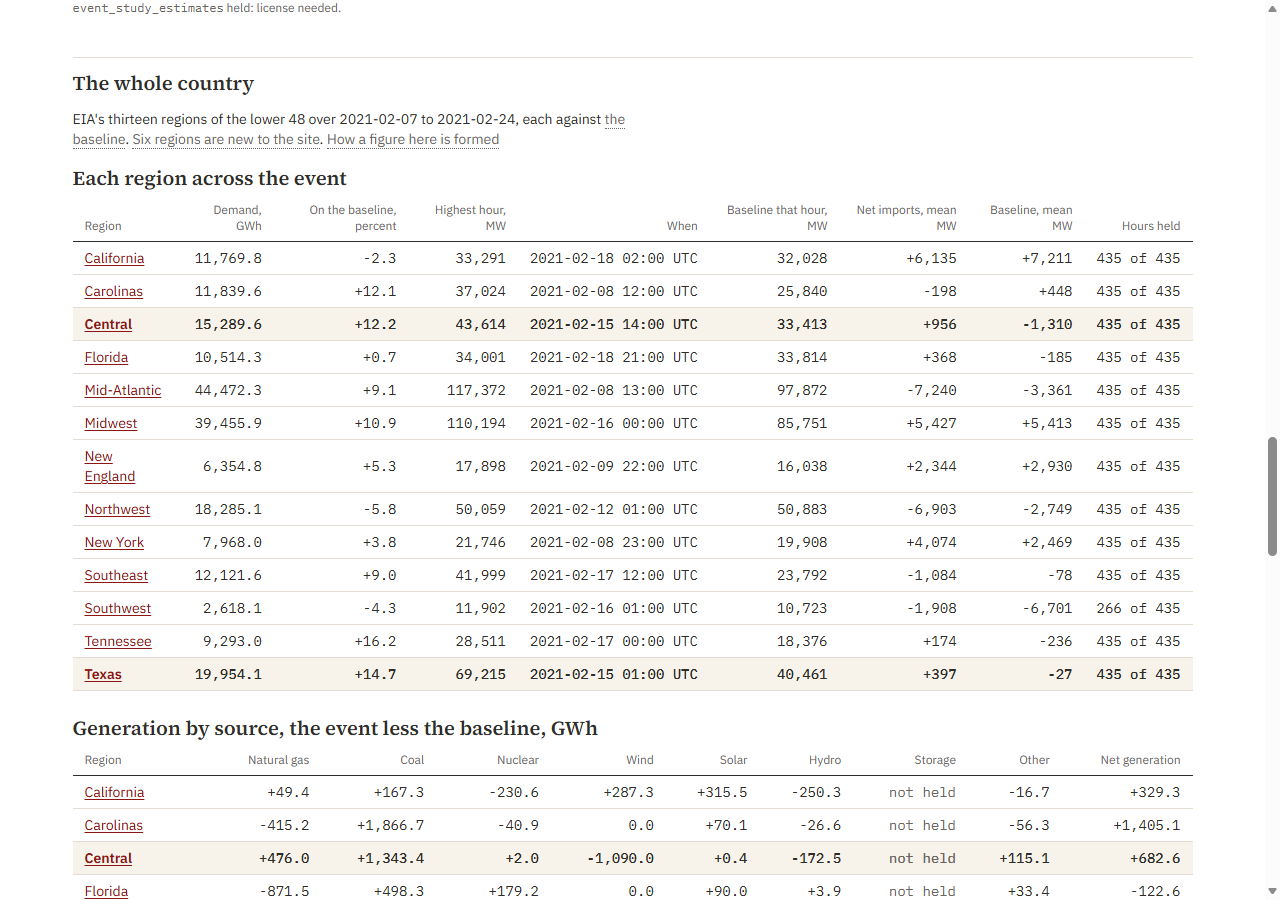 event_study_estimates held: license needed.
The whole country
EIA's thirteen regions of the lower 48 over 2021-02-07 to 2021-02-24, each against the
baseline. Six regions are new to the site. How a figure here is formed
Each region across the event
Region Demand, GWh On the baseline, percent Highest hour, MW When Baseline that hour, MW Net imports, mean MW Baseline, mean MW Hours held
California 11,769.8 -2.3 33,291 2021-02-18 02:00 UTC 32,028 +6,135 +7,211 435 of 435
Carolinas 11,839.6 +12.1 37,024 2021-02-08 12:00 UTC 25,840 -198 +448 435 of 435
Central 15,289.6 +12.2 43,614 2021-02-15 14:00 UTC 33,413 +956 -1,310 435 of 435
Florida 10,514.3 +0.7 34,001 2021-02-18 21:00 UTC 33,814 +368 -185 435 of 435
Mid-Atlantic 44,472.3 +9.1 117,372 2021-02-08 13:00 UTC 97,872 -7,240 -3,361 435 of 435
Midwest 39,455.9 +10.9 110,194 2021-02-16 00:00 UTC 85,751 +5,427 +5,413 435 of 435
New England 6,354.8 +5.3 17,898 2021-02-09 22:00 UTC 16,038 +2,344 +2,930 435 of 435
Northwest 18,285.1 -5.8 50,059 2021-02-12 01:00 UTC 50,883 -6,903 -2,749 435 of 435
New York 7,968.0 +3.8 21,746 2021-02-08 23:00 UTC 19,908 +4,074 +2,469 435 of 435
Southeast 12,121.6 +9.0 41,999 2021-02-17 12:00 UTC 23,792 -1,084 -78 435 of 435
Southwest 2,618.1 -4.3 11,902 2021-02-16 01:00 UTC 10,723 -1,908 -6,701 266 of 435
Tennessee 9,293.0 +16.2 28,511 2021-02-17 00:00 UTC 18,376 +174 -236 435 of 435
Texas 19,954.1 +14.7 69,215 2021-02-15 01:00 UTC 40,461 +397 -27 435 of 435
Generation by source, the event less the baseline, GWh
Region Natural gas Coal Nuclear Wind Solar Hydro Storage Other Net generation
California +49.4 +167.3 -230.6 +287.3 +315.5 -250.3 not held -16.7 +329.3
Carolinas -415.2 +1,866.7 -40.9 0.0 +70.1 -26.6 not held -56.3 +1,405.1
Central +476.0 +1,343.4 +2.0 -1,090.0 +0.4 -172.5 not held +115.1 +682.6
Florida -871.5 +498.3 +179.2 0.0 +90.0 +3.9 not held +33.4 -122.6